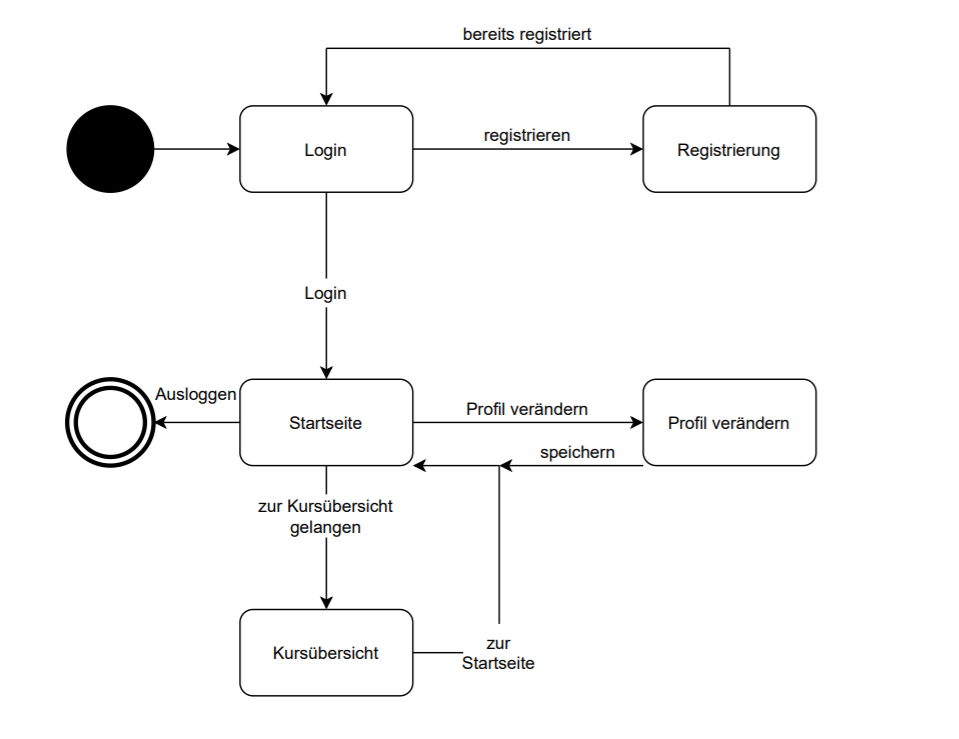 bereits registriert
Login
registrieren
Registrierung
Login
Ausloggen
Startseite
Profil verändern
Profil verändern
speichern
zur Kursübersicht
gelangen
Kursübersicht
zur
Startseite